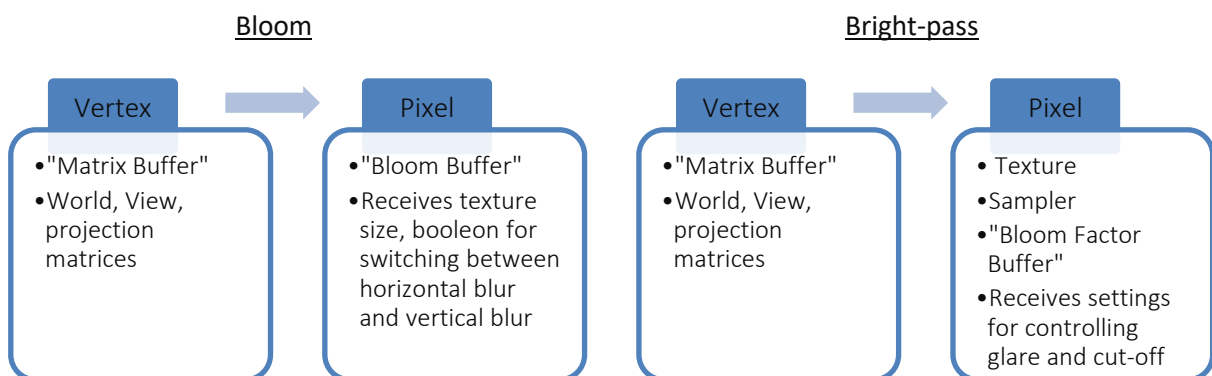 Bloom
Vertex
•"Matrix Buffer"
•World, View,
projection
matrices
Pixel
•"Bloom Buffer"
•Receives texture
size, booleon for
switching between
horizontal blur
and vertical blur
Bright-pass
Vertex
•"Matrix Buffer"
•World, View,
projection
matrices
Pixel
• Texture
•Sampler
•"Bloom Factor
Buffer"
•Receives settings
for controlling
glare and cut-off